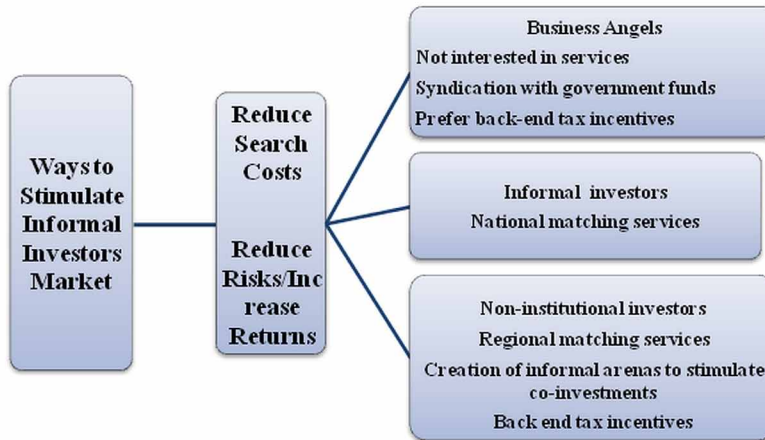 Ways to
Stimulate
Informal
Investors
Market
Reduce
Search
Costs
Reduce
Risks/Inc
rease
Returns
Business Angels
Not interested in services
Syndication with government funds
Prefer back-end tax incentives
Informal investors
National matching services
Non-institutional investors
Regional matching services
Creation of informal arenas to stimulate
co-investments
Back end tax incentives